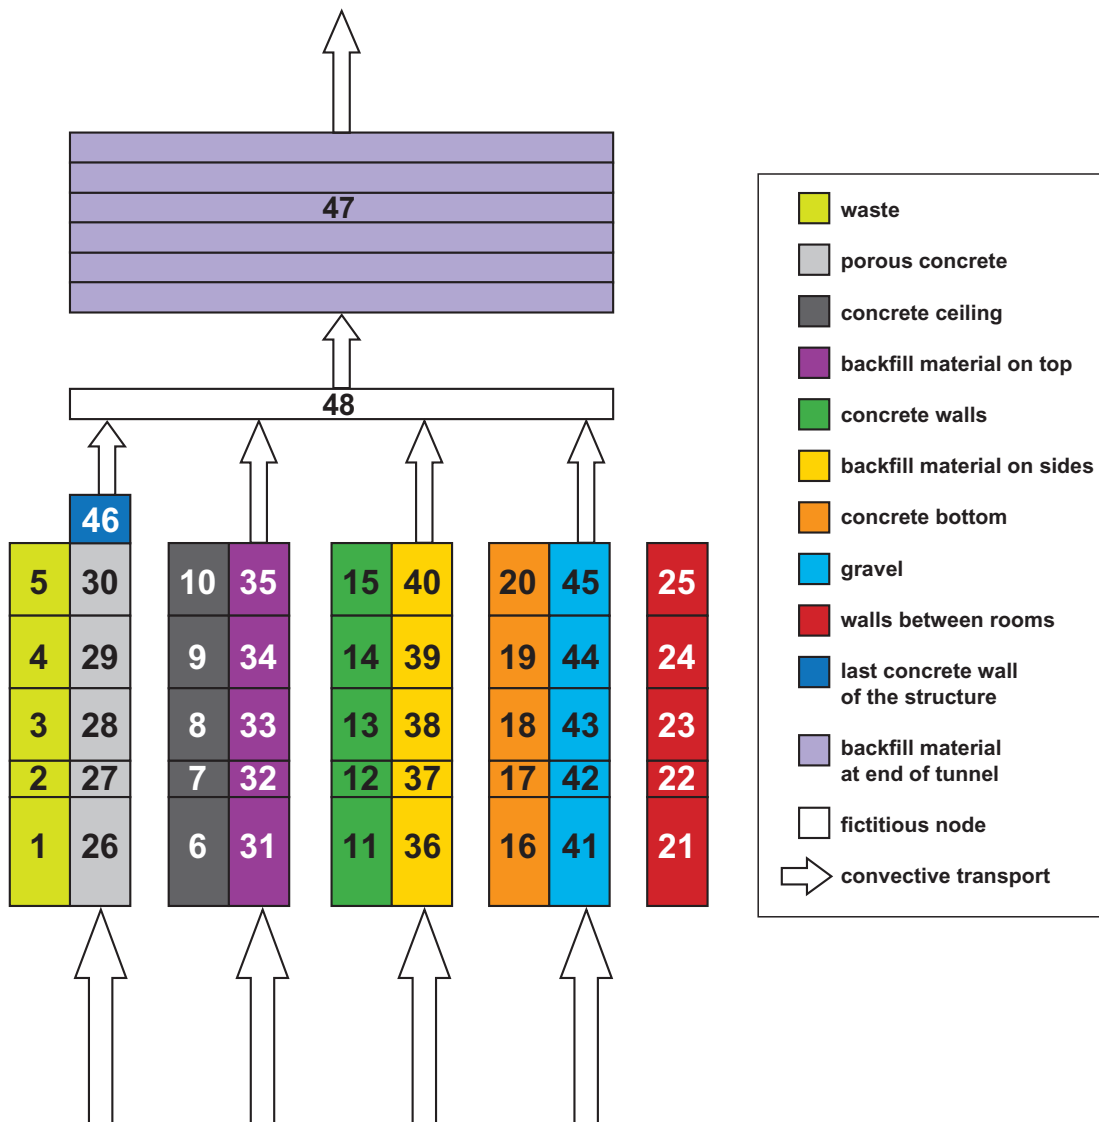 47
48
46
5 30 10 35 15 40 20 45 25
4 29 9 34 14 39 19 44 24
3 28 8 33 13 38 18 43 23
2 27 7 32 12 37 17 42 22
1 26 6 31 11 36 16 41 21
waste
porous concrete
concrete ceiling
backfill material on top
concrete walls
backfill material on sides
concrete bottom
gravel
walls between rooms
last concrete wall
of the structure
backfill material
at end of tunnel
fictitious node
convective transport